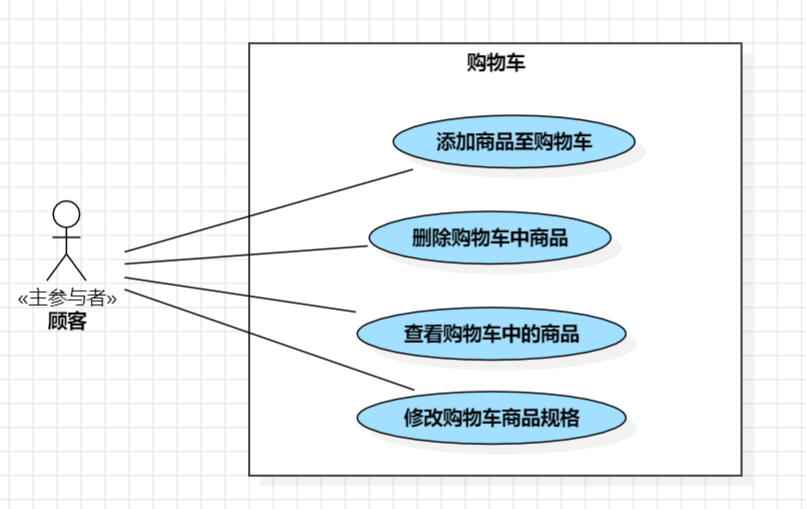 购物车
添加商品至购物车
删除购物车中商品
查看购物车中的商品
修改购物车商品规格
«主参与者»
顾客